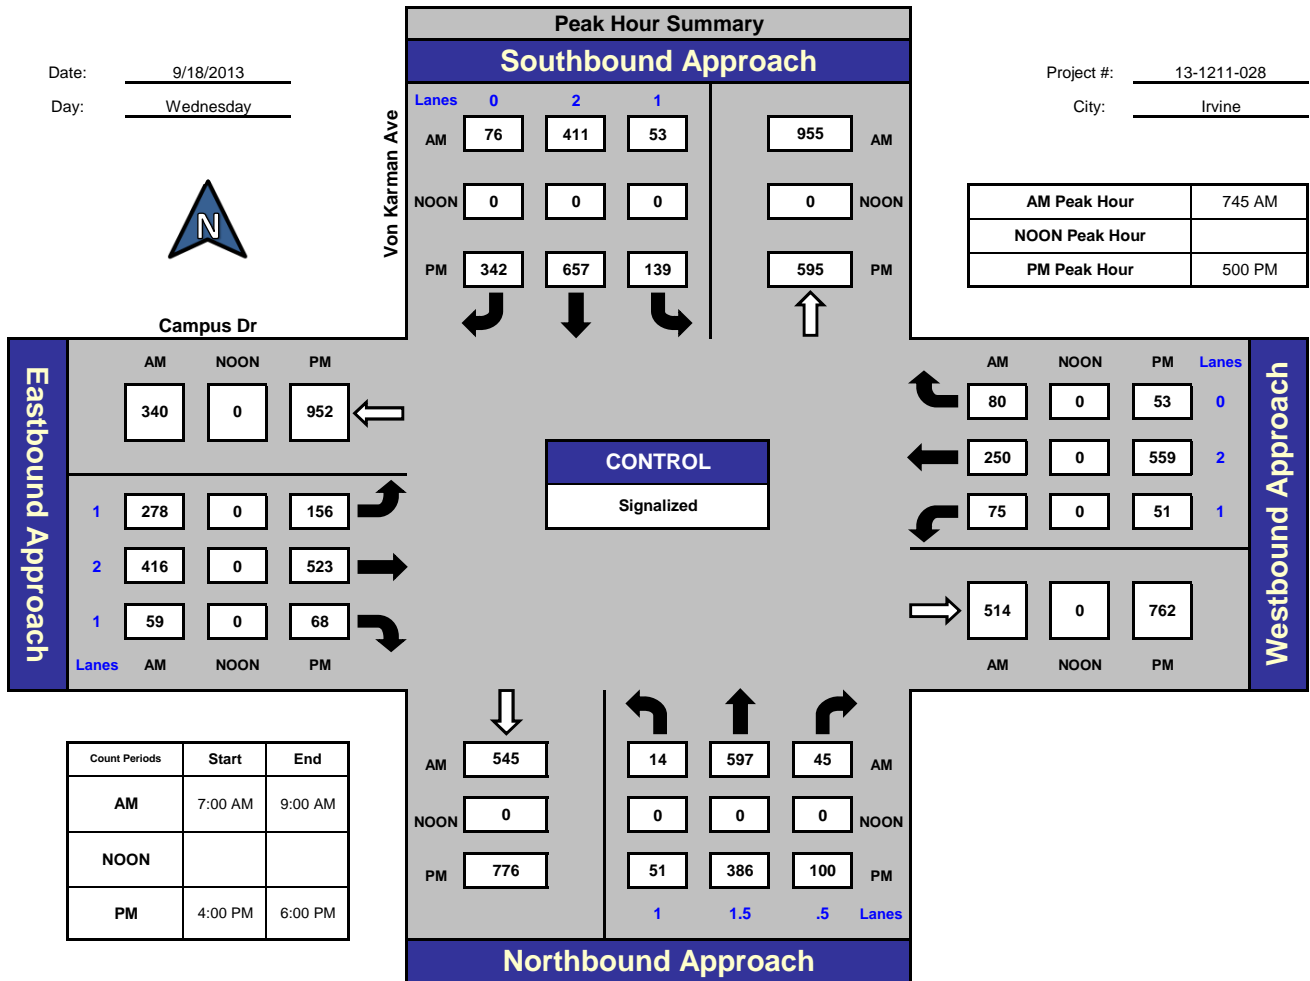 Peak Hour Summary
Southbound Approach
Date: 9/18/2013
Day: Wednesday
Project #: 13-1211-028
City: Irvine
N
Von Karman Ave
Lanes 0 2 1
AM 76 411 53 955 AM
NOON 0 0 0 0 NOON
PM 342 657 139 595 PM
AM Peak Hour 745 AM
NOON Peak Hour
PM Peak Hour 500 PM
Campus Dr
Eastbound Approach
AM NOON PM
340 0 952
1 278 0 156
2 416 0 523
1 59 0 68
Lanes AM NOON PM
CONTROL
Signalized
AM NOON PM Lanes
80 0 53 0
250 0 559 2
75 0 51 1
514 0 762
AM NOON PM
Westbound Approach
Count Periods Start End
AM 7:00 AM 9:00 AM
NOON
PM 4:00 PM 6:00 PM
AM 545 14 597 45 AM
NOON 0 0 0 0 NOON
PM 776 51 386 100 PM
1 1.5 .5 Lanes
Northbound Approach